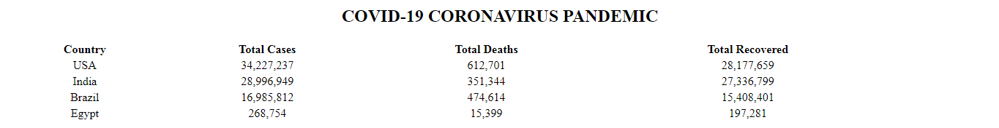 COVID-19 CORONAVIRUS PANDEMIC
Country Total Cases Total Deaths Total Recovered
USA 34,227,237 612,701 28,177,659
India 28,996,949 351,344 27,336,799
Brazil 16,985,812 474,614 15,408,401
Egypt 268,754 15,399 197,281